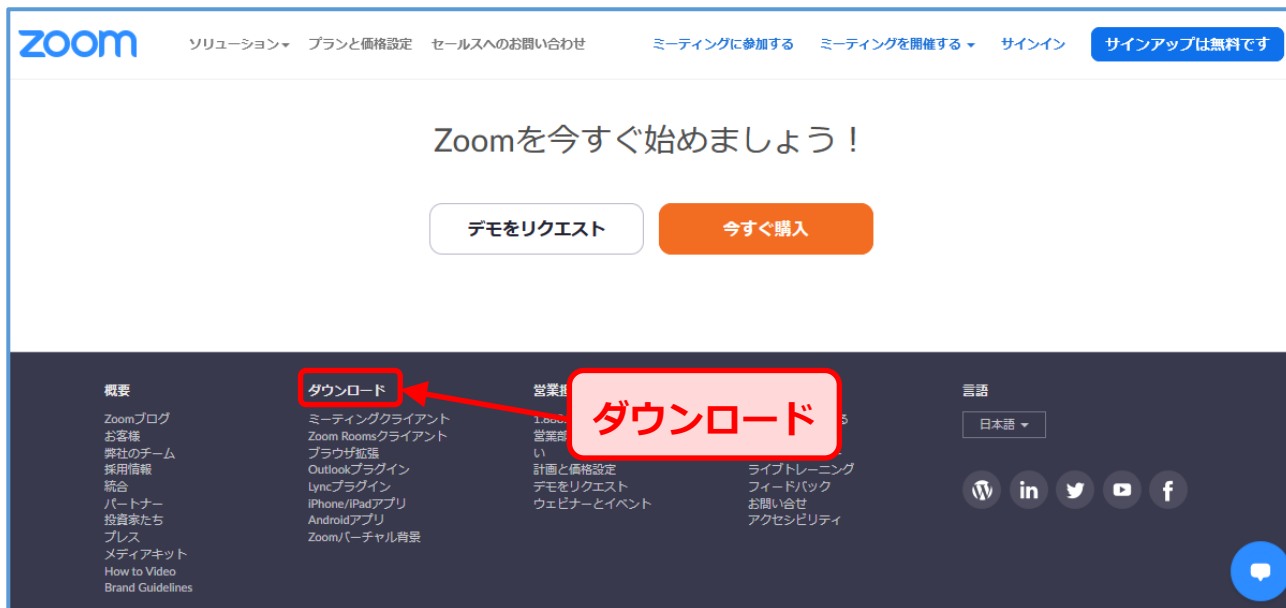 zoom
ソリューション▾ プランと価格設定 セールスへのお問い合わせ ミーティングに参加する ミーティングを開催する ▾ サインイン サインアップは無料です
Zoomを今すぐ始めましょう！
デモをリクエスト
今すぐ購入
概要
Zoomブログ
お客様
弊社のチーム
採用情報
統合
パートナー
投資家たち
プレス
メディアキット
How to Video
Brand Guidelines
ダウンロード
ミーティングクライアント
Zoom Roomsクライアント
ブラウザ拡張
Outlookプラグイン
Lyncプラグイン
iPhone/iPadアプリ
Androidアプリ
Zoomバーチャル背景
ダウンロード
営業
営業部
い
計画と価格設定
デモをリクエスト
ウェビナーとイベント
ライブトレーニング
フィードバック
お問い合せ
アクセシビリティ
言語
日本語 ▾